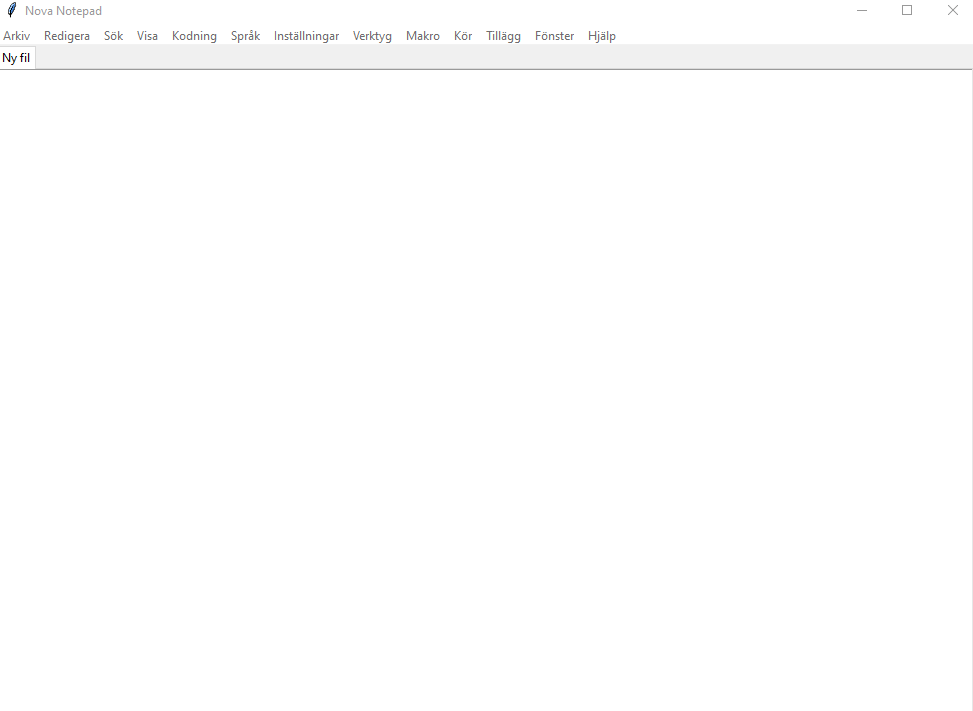 Nova Notepad
Arkiv Redigera Sök Visa Kodning Språk Inställningar Verktyg Makro Kör Tillägg Fönster Hjälp
Ny fil